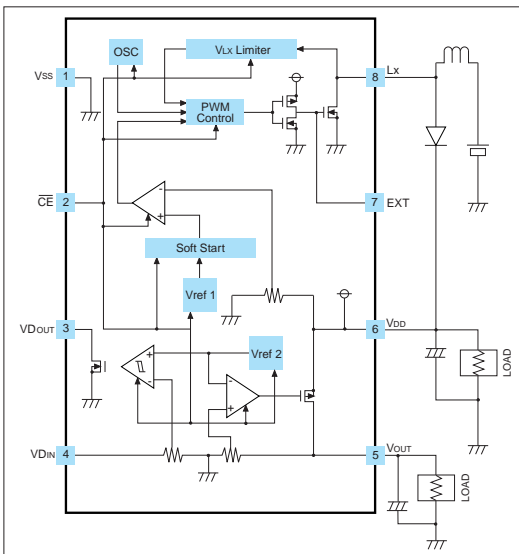 OSC
VLX Limiter
VSS 1
8 LX
PWM
Control
CE 2
7 EXT
-
+
Soft Start
Vref 1
VDOUT 3
6 VDD
+
-
Vref 2
-
+
LOAD
VDIN 4
5 VOUT
LOAD